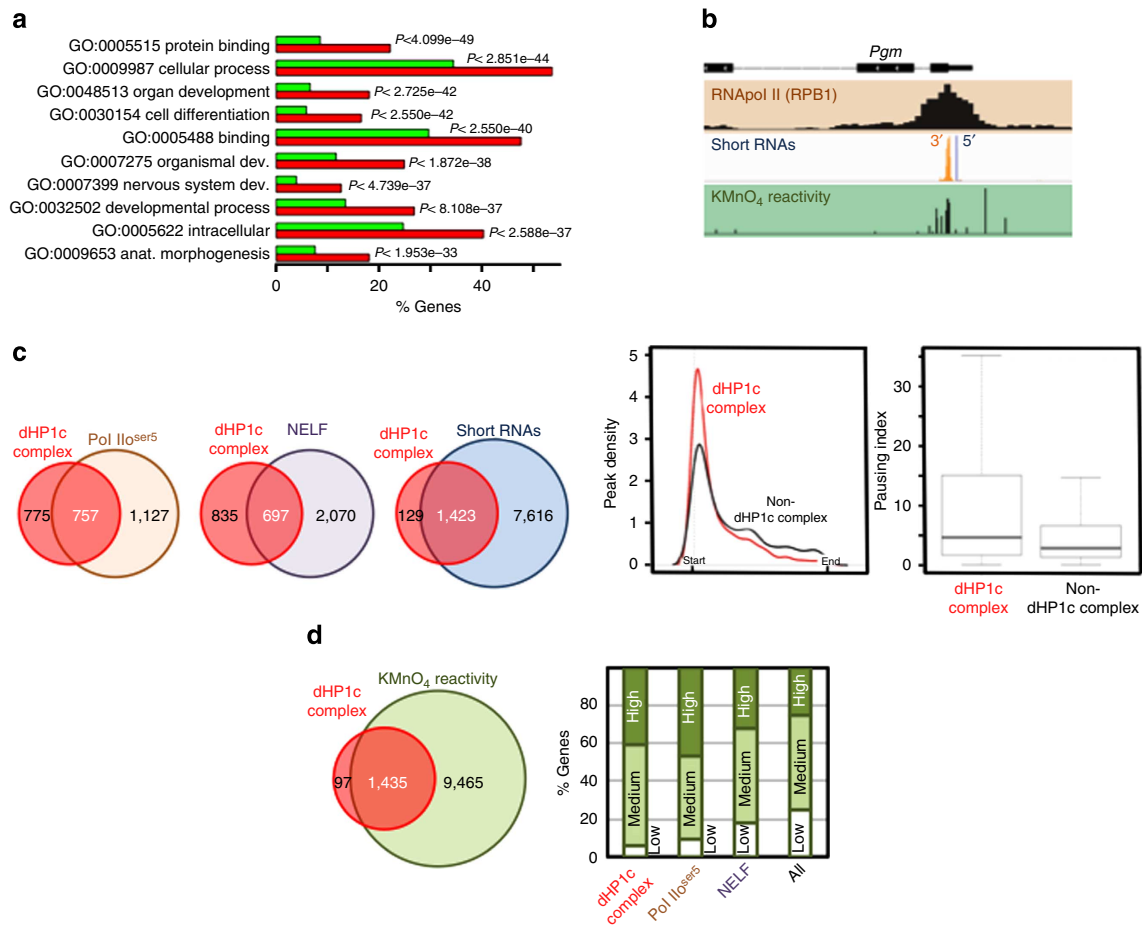 a
GO:0005515 protein binding
P<4.099e–49
GO:0009987 cellular process
P< 2.851e–44
GO:0048513 organ development
P< 2.725e–42
GO:0030154 cell differentiation
P< 2.550e–42
GO:0005488 binding
P< 2.550e–40
GO:0007275 organismal dev.
P< 1.872e–38
GO:0007399 nervous system dev.
P< 4.739e–37
GO:0032502 developmental process
P< 8.108e–37
GO:0005622 intracellular
P< 2.588e–37
GO:0009653 anat. morphogenesis
P< 1.953e–33
0 20 40
% Genes
b
Pgm
RNApol II (RPB1)
Short RNAs
3′ 5′
KMnO4 reactivity
c
dHP1c
complex
Pol IIoser5
775 757 1,127
dHP1c
complex
NELF
835 697 2,070
dHP1c
complex
Short RNAs
129 1,423 7,616
Peak density
5
4
3
2
1
0
dHP1c
complex
Non-
dHP1c complex
Start
End
Pausing index
30
20
10
0
dHP1c
complex
Non-
dHP1c complex
d
dHP1c
complex
KMnO4 reactivity
97 1,435 9,465
% Genes
80
60
40
20
0
High
Medium
Low
High
Medium
Low
High
Medium
Low
High
Medium
Low
dHP1c
complex
Pol IIoser5
NELF
All